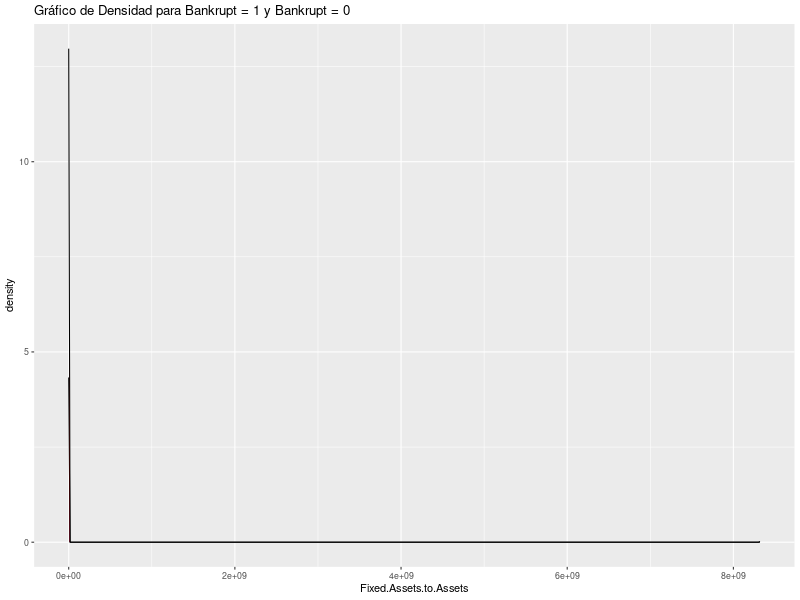 Gráfico de Densidad para Bankrupt = 1 y Bankrupt = 0
density
10
5
0
0e+00 2e+09 4e+09 6e+09 8e+09
Fixed.Assets.to.Assets